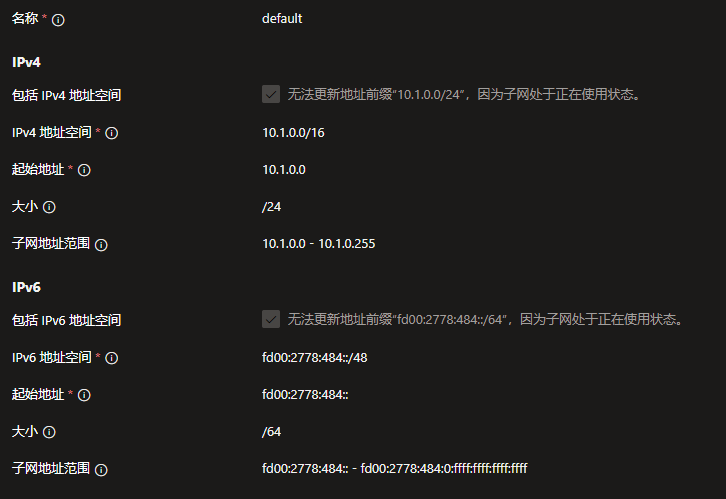 名称 * default
IPv4
包括 IPv4 地址空间 无法更新地址前缀“10.1.0.0/24”，因为子网处于正在使用状态。
IPv4 地址空间 * 10.1.0.0/16
起始地址 * 10.1.0.0
大小 /24
子网地址范围 10.1.0.0 - 10.1.0.255
IPv6
包括 IPv6 地址空间 无法更新地址前缀“fd00:2778:484::/64”，因为子网处于正在使用状态。
IPv6 地址空间 * fd00:2778:484::/48
起始地址 * fd00:2778:484::
大小 /64
子网地址范围 fd00:2778:484:: - fd00:2778:484:0:ffff:ffff:ffff:ffff